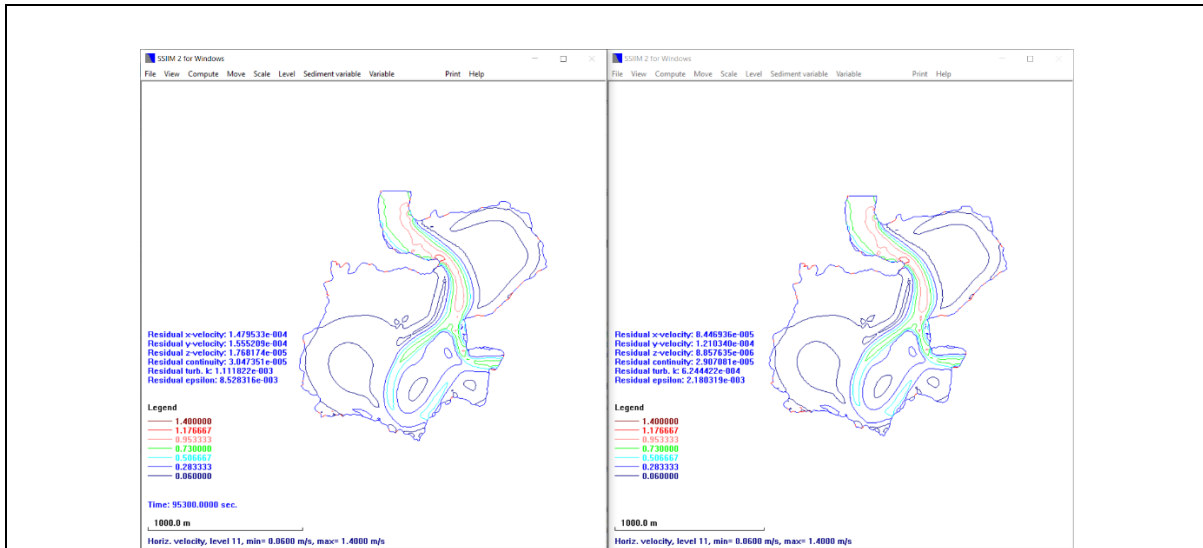 SSIIM 2 for Windows
File View Compute Move Scale Level Sediment variable Variable Print Help
Residual x-velocity: 1.479533e-004
Residual y-velocity: 1.555209e-004
Residual z-velocity: 1.768174e-005
Residual continuity: 3.047351e-005
Residual turb. k: 1.111822e-003
Residual epsilon: 8.528316e-003
Legend
1.400000
1.176667
0.953333
0.730000
0.506667
0.283333
0.060000
Time: 95300.0000 sec.
1000.0 m
Horiz. velocity, level 11, min= 0.0600 m/s, max= 1.4000 m/s
SSIIM 2 for Windows
File View Compute Move Scale Level Sediment variable Variable Print Help
Residual x-velocity: 8.446936e-005
Residual y-velocity: 1.210340e-004
Residual z-velocity: 8.857635e-006
Residual continuity: 2.907081e-005
Residual turb. k: 6.244422e-004
Residual epsilon: 2.180319e-003
Legend
1.400000
1.176667
0.953333
0.730000
0.506667
0.283333
0.060000
1000.0 m
Horiz. velocity, level 11, min= 0.0600 m/s, max= 1.4000 m/s